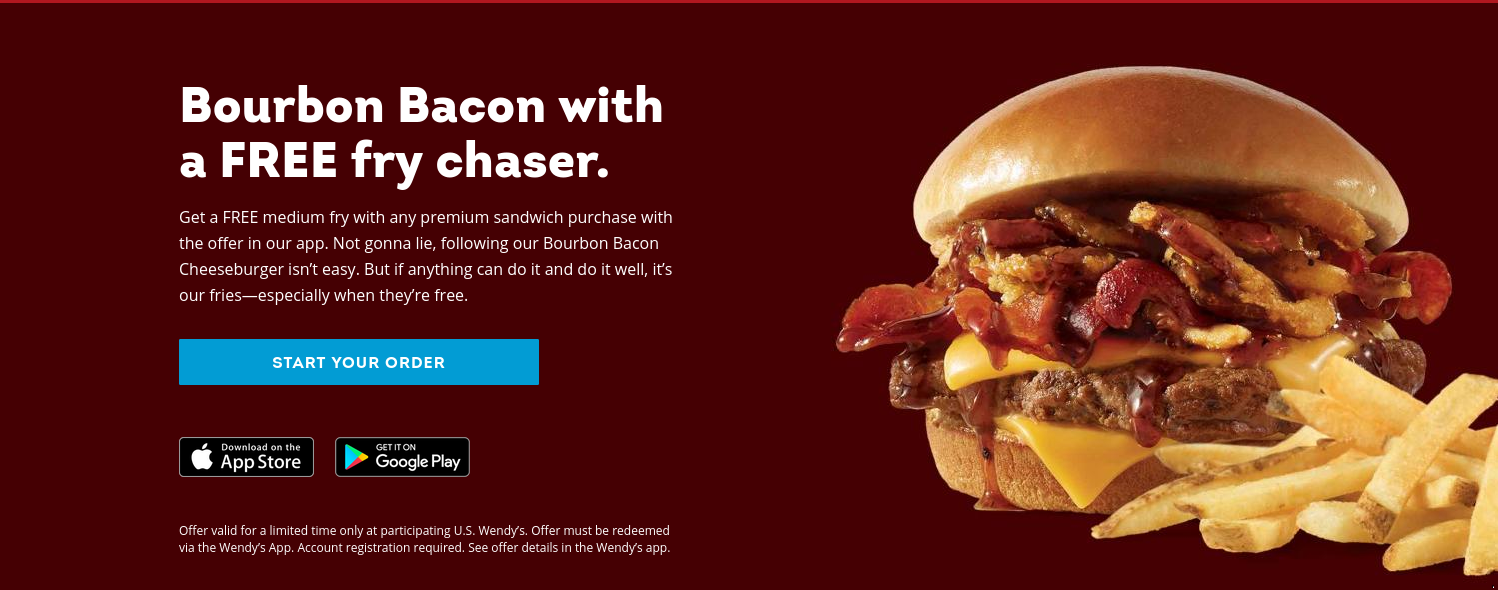 Bourbon Bacon with
a FREE fry chaser.
Get a FREE medium fry with any premium sandwich purchase with
the offer in our app. Not gonna lie, following our Bourbon Bacon
Cheeseburger isn’t easy. But if anything can do it and do it well, it’s
our fries—especially when they’re free.
START YOUR ORDER
Download on the
App Store
GET IT ON
Google Play
Offer valid for a limited time only at participating U.S. Wendy’s. Offer must be redeemed
via the Wendy’s App. Account registration required. See offer details in the Wendy’s app.